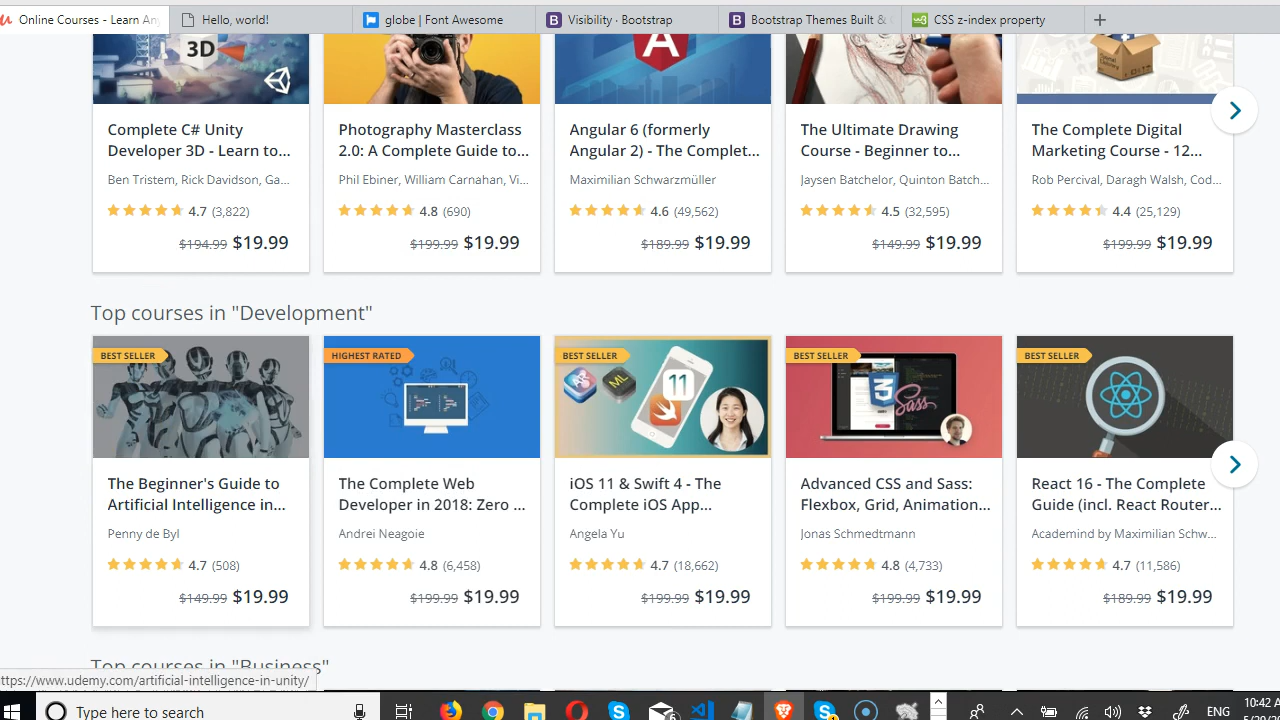 Online Courses - Learn An
Hello, world!
globe | Font Awesome
B Visibility · Bootstrap
B Bootstrap Themes Built &
w3 CSS z-index property
3D
Complete C# Unity
Developer 3D - Learn to...
Ben Tristem, Rick Davidson, Ga...
4.7 (3,822)
$194.99 $19.99
Photography Masterclass
2.0: A Complete Guide to...
Phil Ebiner, William Carnahan, Vi...
4.8 (690)
$199.99 $19.99
Angular 6 (formerly
Angular 2) - The Complet...
Maximilian Schwarzmüller
4.6 (49,562)
$189.99 $19.99
The Ultimate Drawing
Course - Beginner to...
Jaysen Batchelor, Quinton Batch...
4.5 (32,595)
$149.99 $19.99
The Complete Digital
Marketing Course - 12...
Rob Percival, Daragh Walsh, Cod...
4.4 (25,129)
$199.99 $19.99
Top courses in "Development"
BEST SELLER
The Beginner's Guide to
Artificial Intelligence in...
Penny de Byl
4.7 (508)
$149.99 $19.99
HIGHEST RATED
The Complete Web
Developer in 2018: Zero ...
Andrei Neagoie
4.8 (6,458)
$199.99 $19.99
BEST SELLER
ML
11
iOS 11 & Swift 4 - The
Complete iOS App...
Angela Yu
4.7 (18,662)
$199.99 $19.99
BEST SELLER
3
Sass
Advanced CSS and Sass:
Flexbox, Grid, Animation...
Jonas Schmedtmann
4.8 (4,733)
$199.99 $19.99
BEST SELLER
React 16 - The Complete
Guide (incl. React Router...
Academind by Maximilian Schw...
4.7 (11,586)
$189.99 $19.99
Top courses in "Business"
ttps://www.udemy.com/artificial-intelligence-in-unity/
Type here to search
ENG
10:42